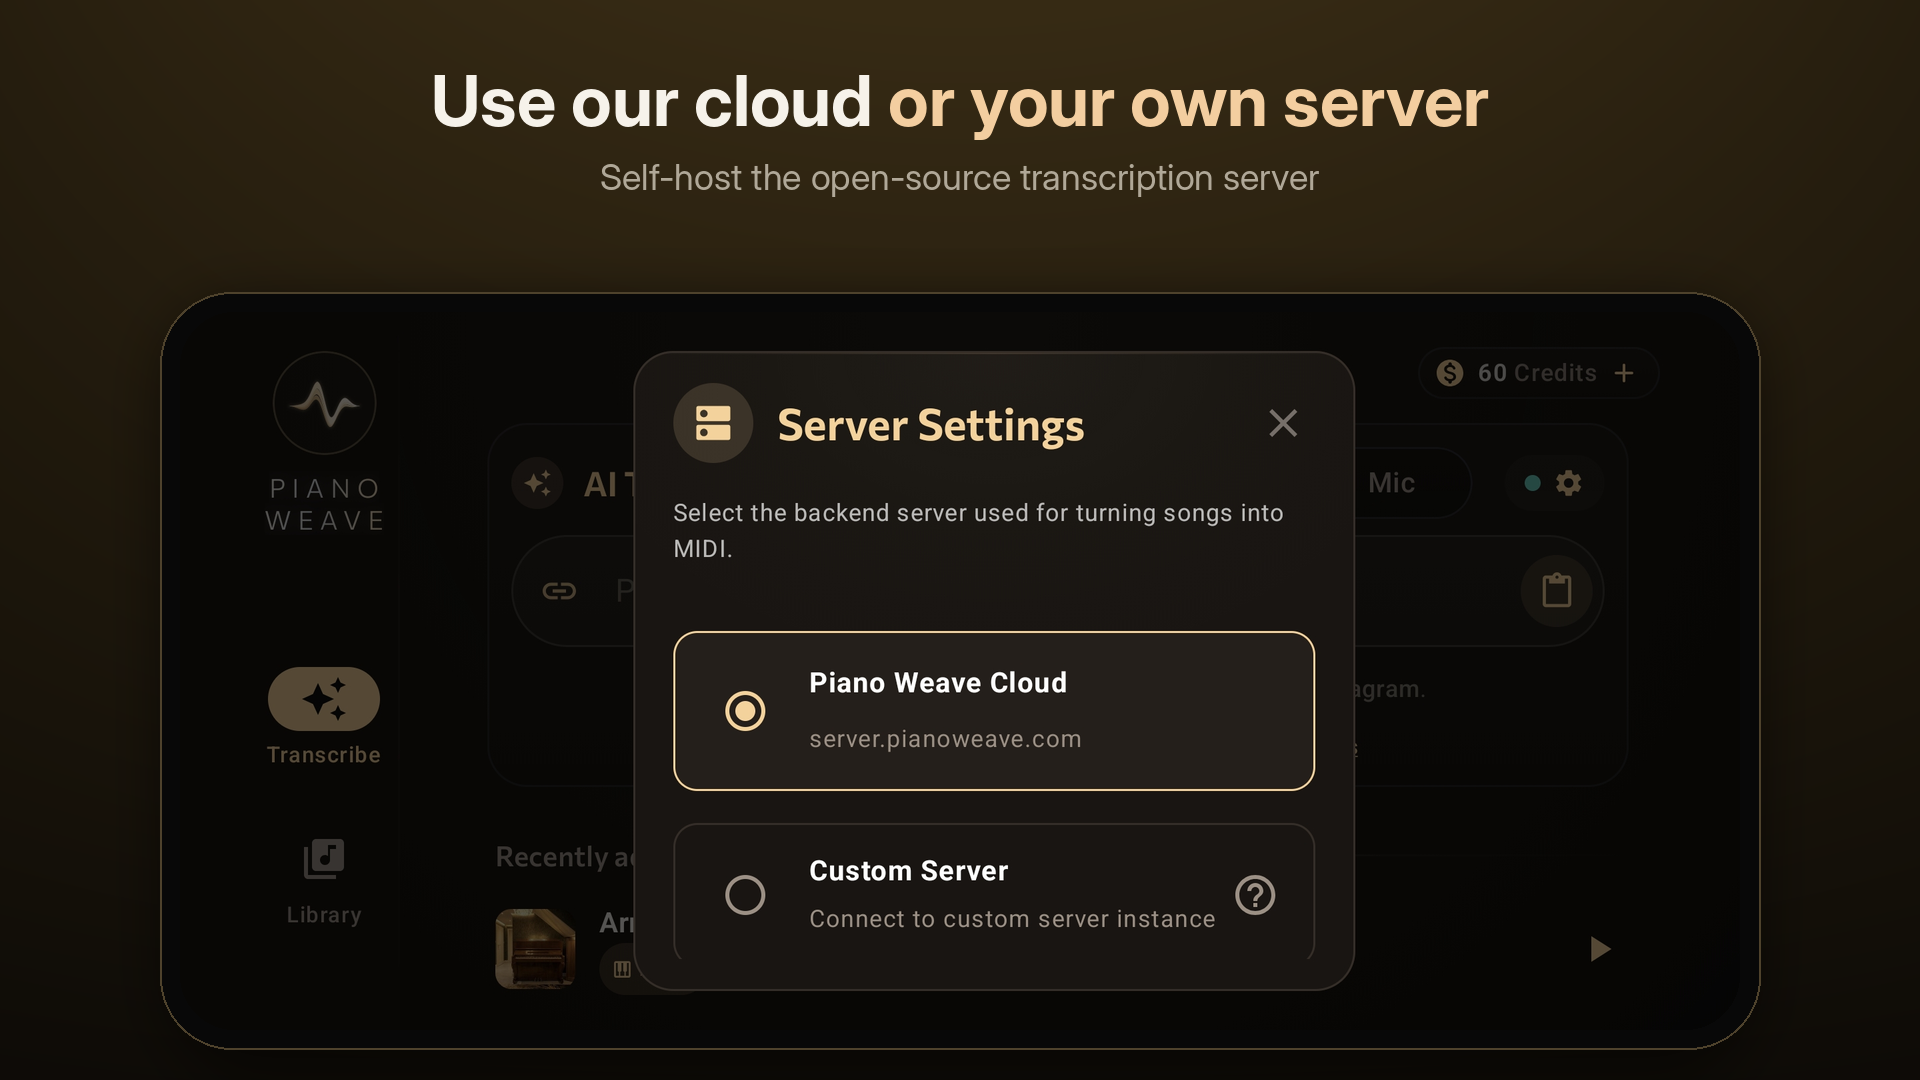 Use our cloud or your own server
Self-host the open-source transcription server
PIANO
WEAVE
Transcribe
Library
60 Credits
AI
Mic
Server Settings
Select the backend server used for turning songs into
MIDI.
Piano Weave Cloud
server.pianoweave.com
Custom Server
Connect to custom server instance
Recently